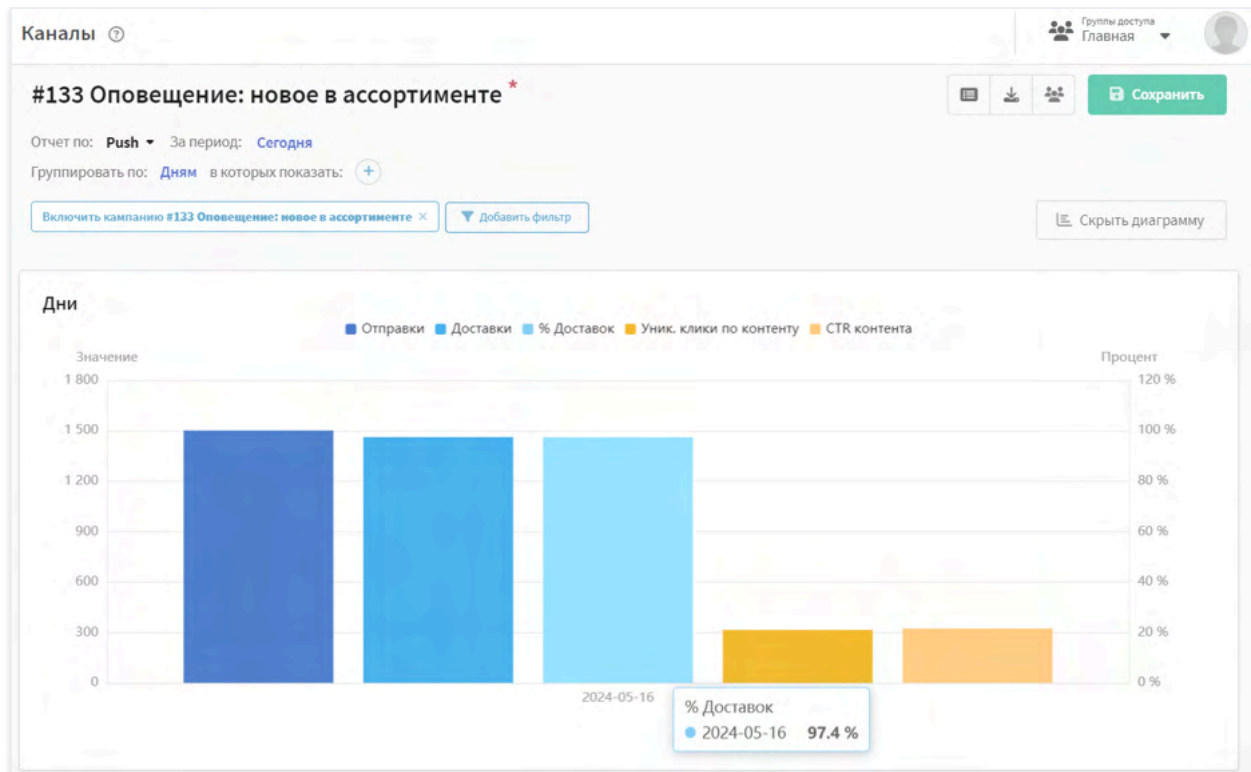 Каналы ?
Группы доступа
Главная
#133 Оповещение: новое в ассортименте *
Сохранить
Отчет по: Push За период: Сегодня
Группировать по: Дням в которых показать: +
Включить кампанию #133 Оповещение: новое в ассортименте × Добавить фильтр
Скрыть диаграмму
Дни
Отправки Доставки % Доставок Уник. клики по контенту CTR контента
Значение Процент
1 800 120 %
1 500 100 %
1 200 80 %
900 60 %
600 40 %
300 20 %
0 0 %
2024-05-16
% Доставок
2024-05-16 97.4 %